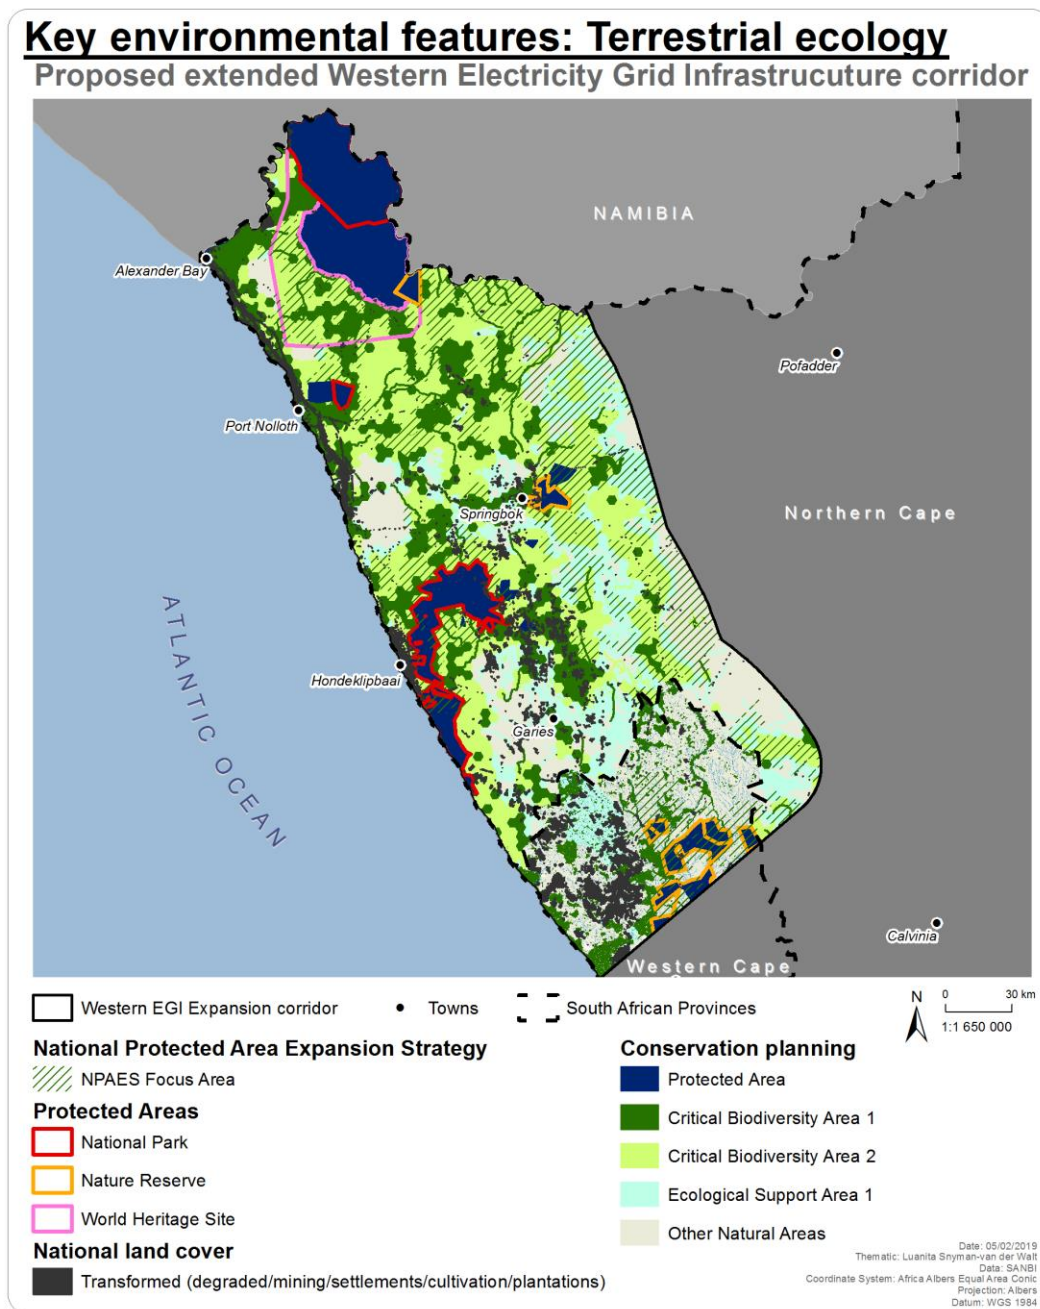 Key environmental features: Terrestrial ecology
Proposed extended Western Electricity Grid Infrastrucuture corridor
NAMIBIA
Alexander Bay
Pofadder
Port Nolloth
Springbok
Northern Cape
ATLANTIC OCEAN
Hondeklipbaai
Garies
Calvinia
Western Cape
Western EGI Expansion corridor
Towns
South African Provinces
N
0 30 km
1:1 650 000
National Protected Area Expansion Strategy
NPAES Focus Area
Protected Areas
National Park
Nature Reserve
World Heritage Site
National land cover
Transformed (degraded/mining/settlements/cultivation/plantations)
Conservation planning
Protected Area
Critical Biodiversity Area 1
Critical Biodiversity Area 2
Ecological Support Area 1
Other Natural Areas
Date: 05/02/2019
Thematic: Luanita Snyman-van der Walt
Data: SANBI
Coordinate System: Africa Albers Equal Area Conic
Projection: Albers
Datum: WGS 1984